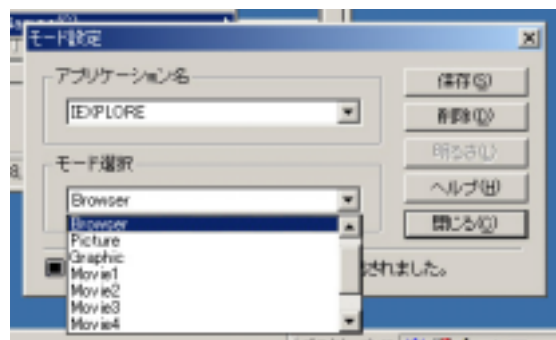 モード設定
アプリケーション名
IEXPLORE
モード選択
Browser
Browser
Picture
Graphic
Movie1
Movie2
Movie3
Movie4
されました。
保存(S)
削除(D)
明るさ(L)
ヘルプ(H)
閉じる(C)